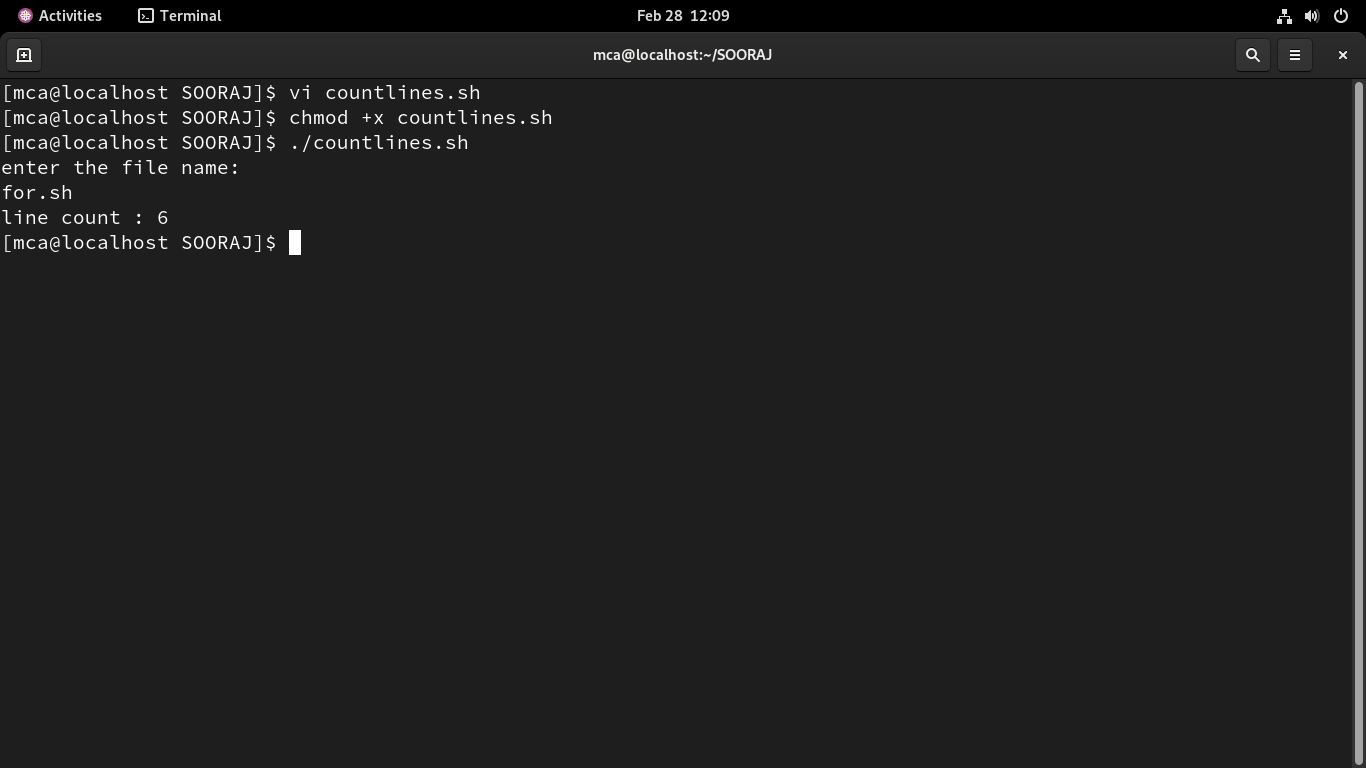 Activities Terminal Feb 28 12:09
mca@localhost:~/SOORAJ
[mca@localhost SOORAJ]$ vi countlines.sh
[mca@localhost SOORAJ]$ chmod +x countlines.sh
[mca@localhost SOORAJ]$ ./countlines.sh
enter the file name:
for.sh
line count : 6
[mca@localhost SOORAJ]$